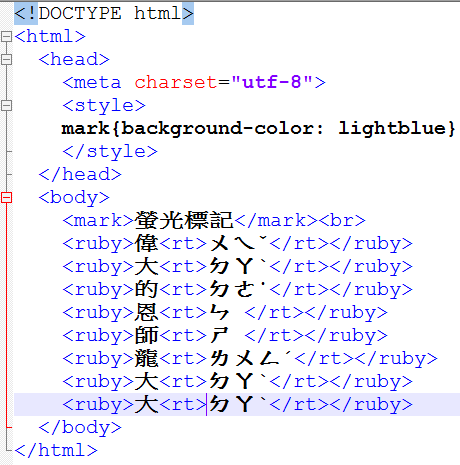 <!DOCTYPE html>
<html>
<head>
<meta charset="utf-8">
<style>
mark{background-color: lightblue}
</style>
</head>
<body>
<mark>螢光標記</mark><br>
<ruby>偉<rt>ㄨㄟˇ</rt></ruby>
<ruby>大<rt>ㄉㄚˋ</rt></ruby>
<ruby>的<rt>ㄉㄜ˙</rt></ruby>
<ruby>恩<rt>ㄣ </rt></ruby>
<ruby>師<rt>ㄕ </rt></ruby>
<ruby>龍<rt>ㄌㄨㄥˊ</rt></ruby>
<ruby>大<rt>ㄉㄚˋ</rt></ruby>
<ruby>大<rt>ㄉㄚˋ</rt></ruby>
</body>
</html>